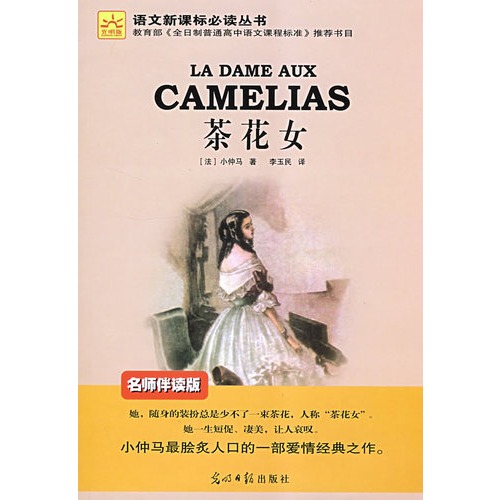 光明版
语文新课标必读丛书
教育部《全日制普通高中语文课程标准》推荐书目
LA DAME AUX
CAMELIAS
茶花女
[法] 小仲马 著 李玉民 译
名师伴读版
她，随身的装扮总是少不了一束茶花，人称“茶花女”。
她一生短促、凄美，让人哀叹。
小仲马最脍炙人口的一部爱情经典之作。
光明日报出版社